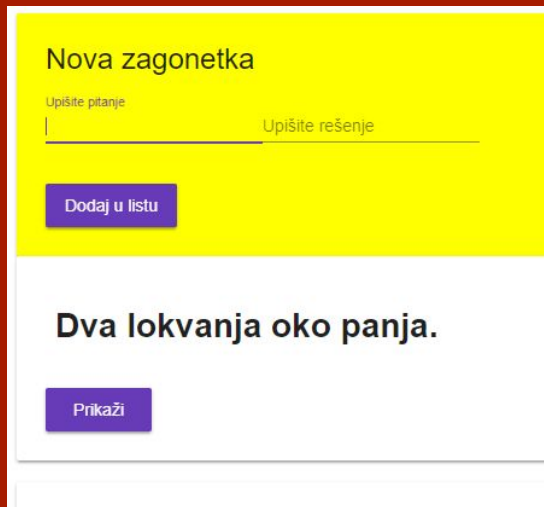 Nova zagonetka
Upišite pitanje
Upišite rešenje
Dodaj u listu
Dva lokvanja oko panja.
Prikaži